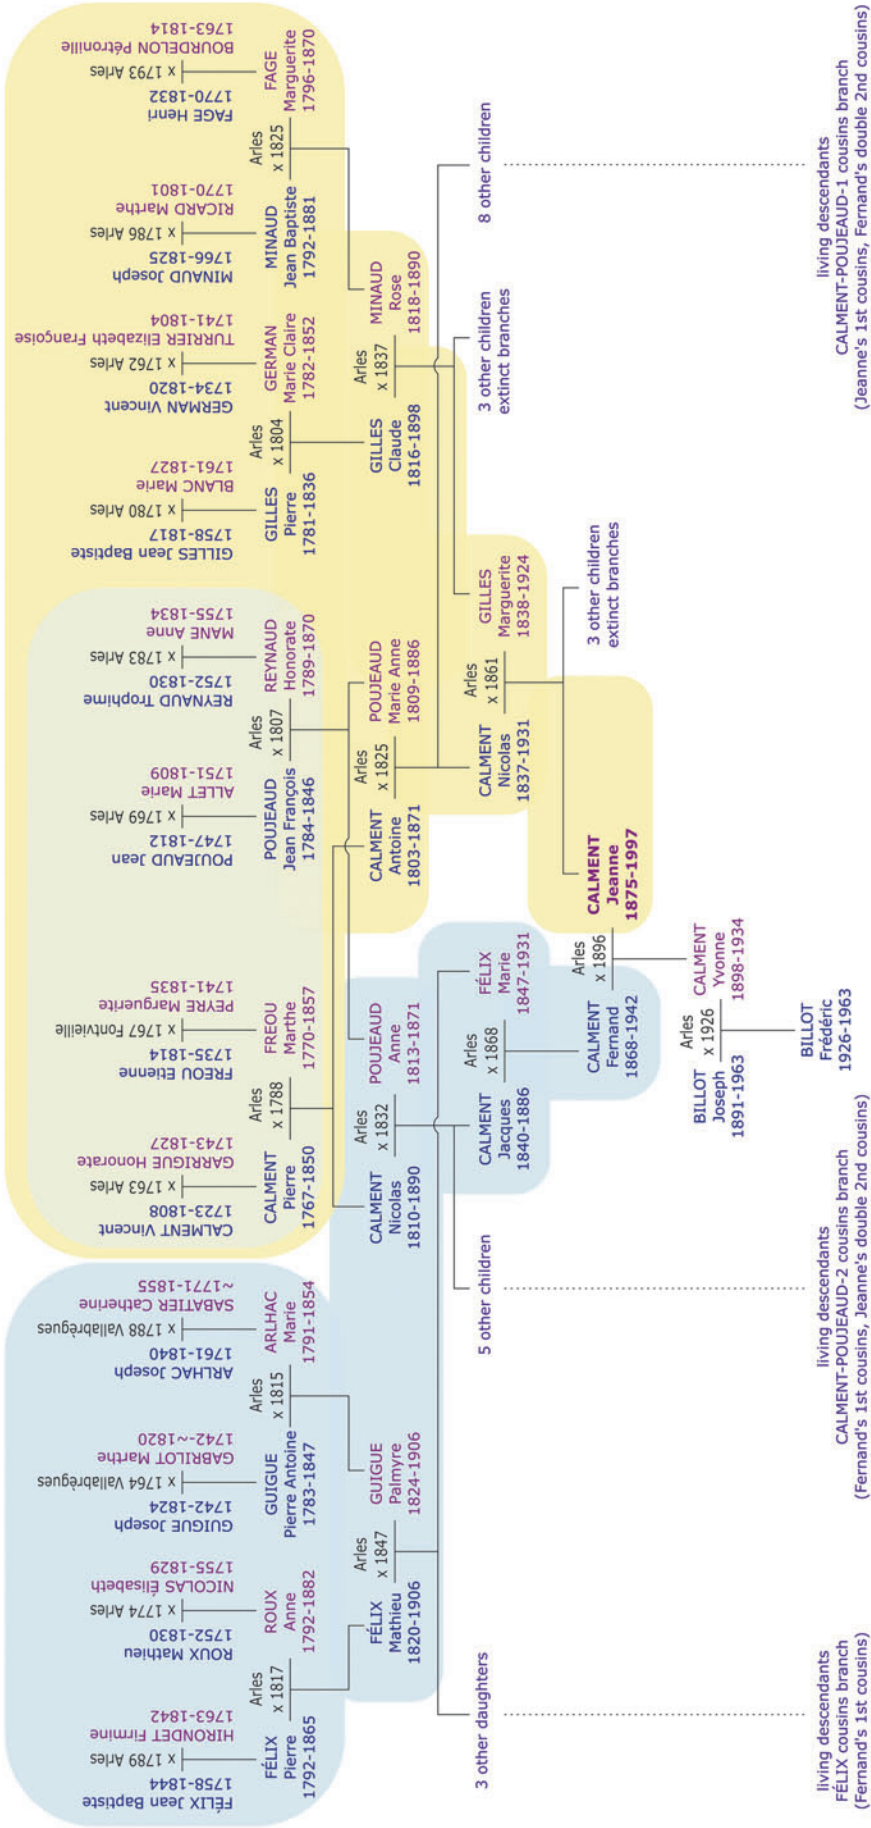 FÉLIX Jean Baptiste
1758-1844
x 1789 Arles
HIRONDET Firmine
1763-1842
ROUX Mathieu
1752-1830
x 1774 Arles
NICOLAS Élisabeth
1755-1829
GUIGUE Joseph
1742-1824
x 1764 Vallabrègues
GABRILOT Marthe
1742-~1820
ARLHAC Joseph
1761-1840
x 1788 Vallabrègues
SABATIER Catherine
~1771-1855
CALMENT Vincent
1723-1808
x 1763 Arles
GARRIGUE Honorate
1743-1827
FREOU Etienne
1735-1814
x 1767 Fontvieille
PEYRE Marguerite
1741-1835
POUJEAUD Jean
1747-1812
x 1769 Arles
ALLET Marie
1751-1809
REYNAUD Trophime
1752-1830
x 1783 Arles
MANE Anne
1755-1834
GILLES Jean Baptiste
1758-1817
x 1780 Arles
BLANC Marie
1761-1827
GERMAN Vincent
1734-1820
x 1762 Arles
TURRIER Elizabeth Françoise
1741-1804
MINAUD Joseph
1766-1825
x 1786 Arles
RICARD Marthe
1770-1801
FAGE Henri
1770-1832
x 1793 Arles
BOURDELON Pétronille
1763-1814
FÉLIX
Pierre
1792-1865
Arles
x 1817
ROUX
Anne
1792-1882
GUIGUE
Pierre Antoine
1783-1847
Arles
x 1815
ARLHAC
Marie
1791-1854
CALMENT
Pierre
1767-1850
Arles
x 1788
FREOU
Marthe
1770-1857
POUJEAUD
Jean François
1784-1846
Arles
x 1807
REYNAUD
Honorate
1789-1870
GILLES
Pierre
1781-1836
Arles
x 1804
GERMAN
Marie Claire
1782-1852
MINAUD
Jean Baptiste
1792-1881
Arles
x 1825
FAGE
Marguerite
1796-1870
FÉLIX
Mathieu
1820-1906
Arles
x 1847
GUIGUE
Palmyre
1824-1906
CALMENT
Nicolas
1810-1890
Arles
x 1832
POUJEAUD
Anne
1813-1871
CALMENT
Antoine
1803-1871
Arles
x 1825
POUJEAUD
Marie Anne
1809-1886
GILLES
Claude
1816-1898
Arles
x 1837
MINAUD
Rose
1818-1890
3 other daughters
5 other children
CALMENT
Jacques
1840-1886
Arles
x 1868
FÉLIX
Marie
1847-1931
CALMENT
Nicolas
1837-1931
Arles
x 1861
GILLES
Marguerite
1838-1924
3 other children
extinct branches
8 other children
CALMENT
Fernand
1868-1942
Arles
x 1896
CALMENT
Jeanne
1875-1997
3 other children
extinct branches
BILLOT
Joseph
1891-1963
Arles
x 1926
CALMENT
Yvonne
1898-1934
BILLOT
Frédéric
1926-1963
living descendants
FÉLIX cousins branch
(Fernand's 1st cousins)
living descendants
CALMENT-POUJEAUD-2 cousins branch
(Fernand's 1st cousins, Jeanne's double 2nd cousins)
living descendants
CALMENT-POUJEAUD-1 cousins branch
(Jeanne's 1st cousins, Fernand's double 2nd cousins)